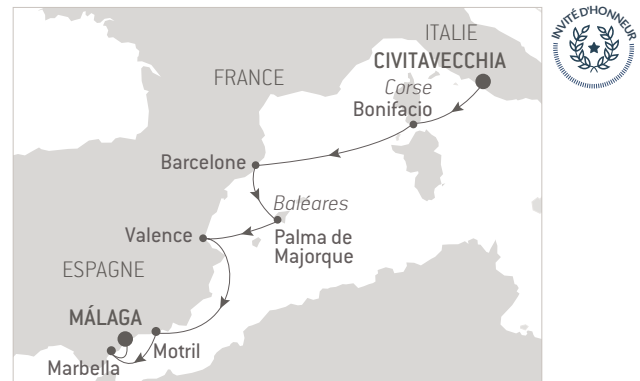 ITALIE
CIVITAVECCHIA
FRANCE
Corse
Bonifacio
Barcelone
Baléares
Valence
Palma de
Majorque
ESPAGNE
MÁLAGA
Motril
Marbella
INVITÉ D'HONNEUR